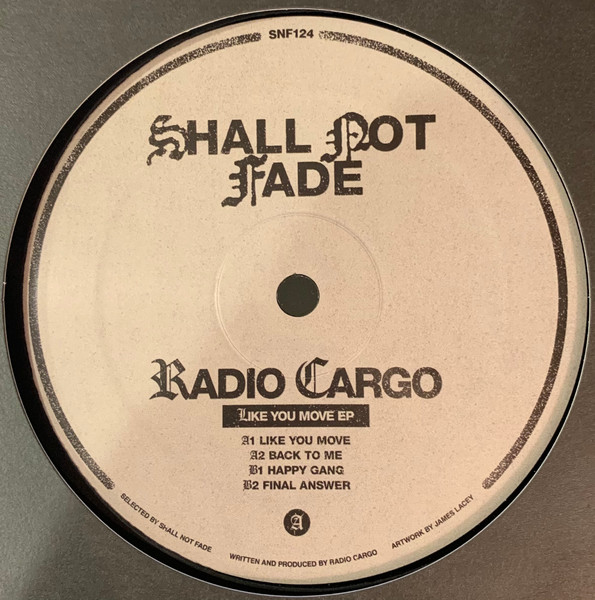 SNF124
SHALL NOT
FADE
RADIO CARGO
LIKE YOU MOVE EP
A1 LIKE YOU MOVE
A2 BACK TO ME
B1 HAPPY GANG
B2 FINAL ANSWER
A
SELECTED BY SHALL NOT FADE
WRITTEN AND PRODUCED BY RADIO CARGO
ARTWORK BY JAMES LACEY